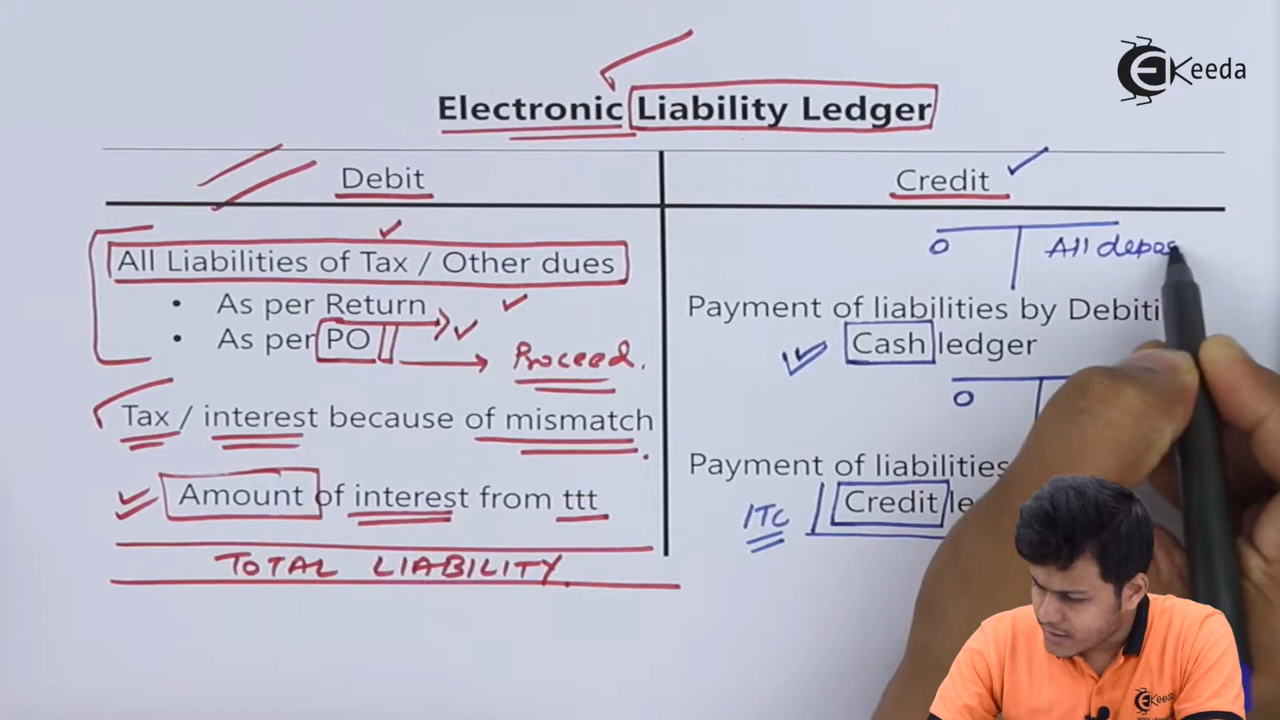 Ekeeda
Electronic Liability Ledger
Debit
Credit
All Liabilities of Tax / Other dues
• As per Return
• As per PO
Proceed.
Tax / interest because of mismatch
Amount of interest from ttt
TOTAL LIABILITY
0 All depos
Payment of liabilities by Debiti
Cash ledger
0
Payment of liabilities
ITC Credit le
Ekeeda